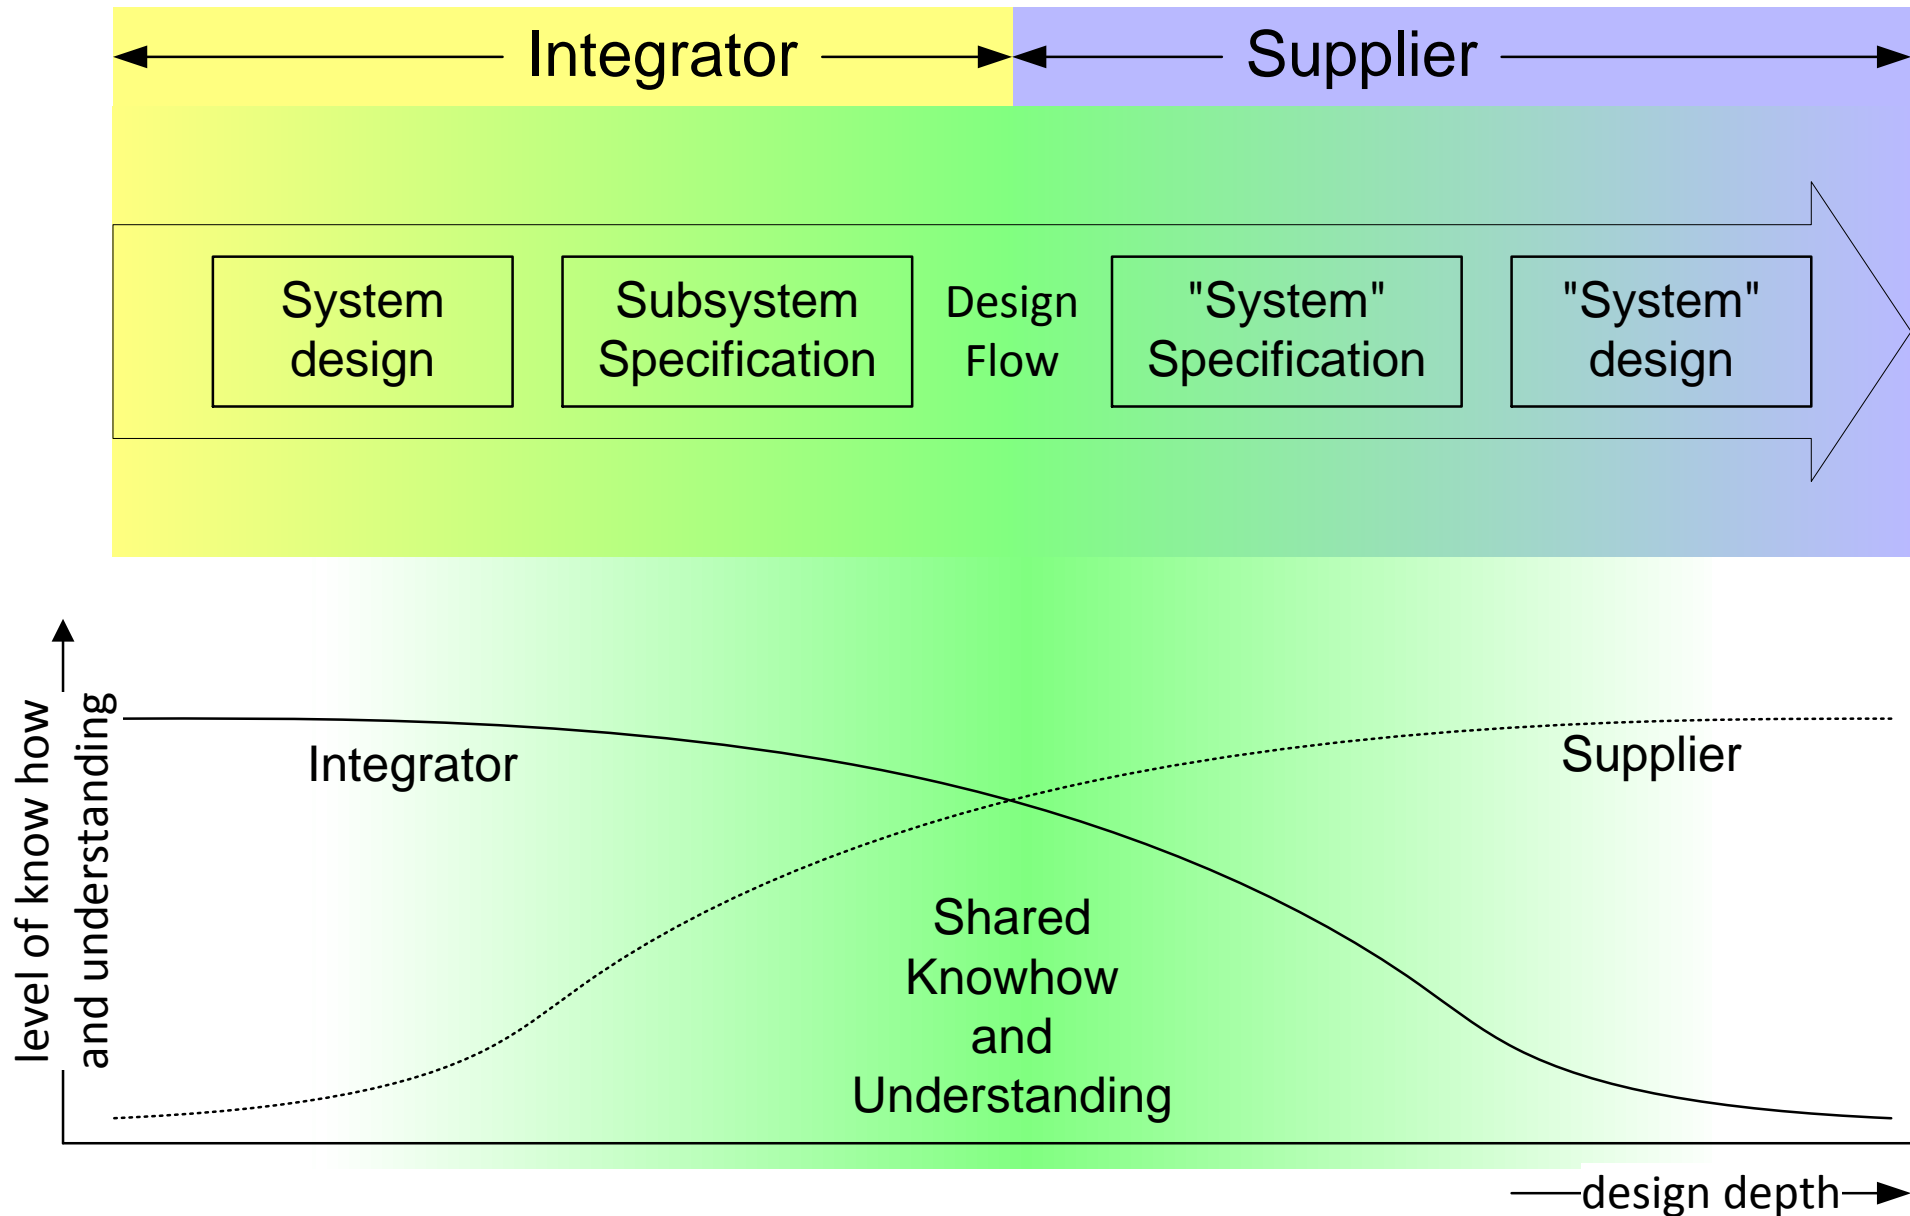 Integrator
Supplier
System
design
Subsystem
Specification
Design
Flow
"System"
Specification
"System"
design
level of know how
and understanding
Integrator
Supplier
Shared
Knowhow
and
Understanding
design depth